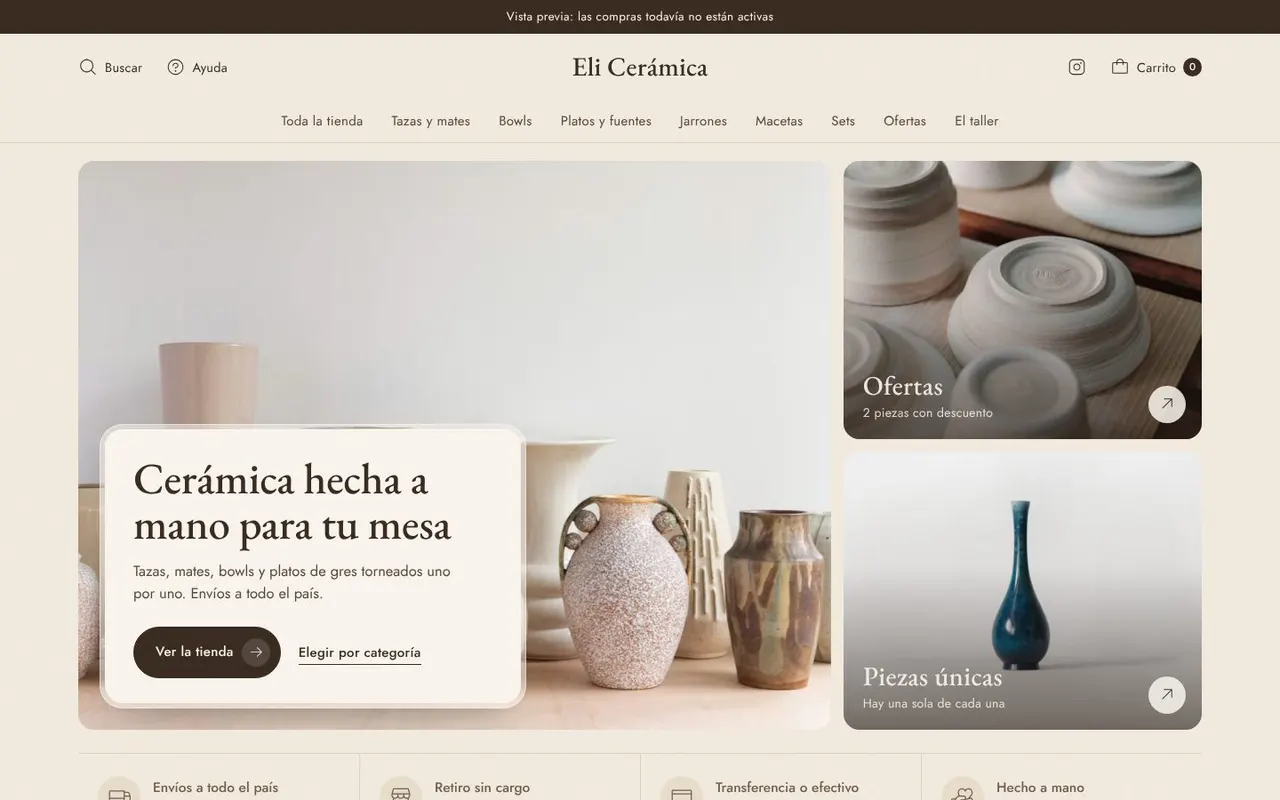 Vista previa: las compras todavía no están activas
Buscar
Ayuda
Eli Cerámica
Carrito 0
Toda la tienda
Tazas y mates
Bowls
Platos y fuentes
Jarrones
Macetas
Sets
Ofertas
El taller
Cerámica hecha a
mano para tu mesa
Tazas, mates, bowls y platos de gres torneados uno
por uno. Envíos a todo el país.
Ver la tienda
Elegir por categoría
Ofertas
2 piezas con descuento
Piezas únicas
Hay una sola de cada una
Envíos a todo el país
Retiro sin cargo
Transferencia o efectivo
Hecho a mano